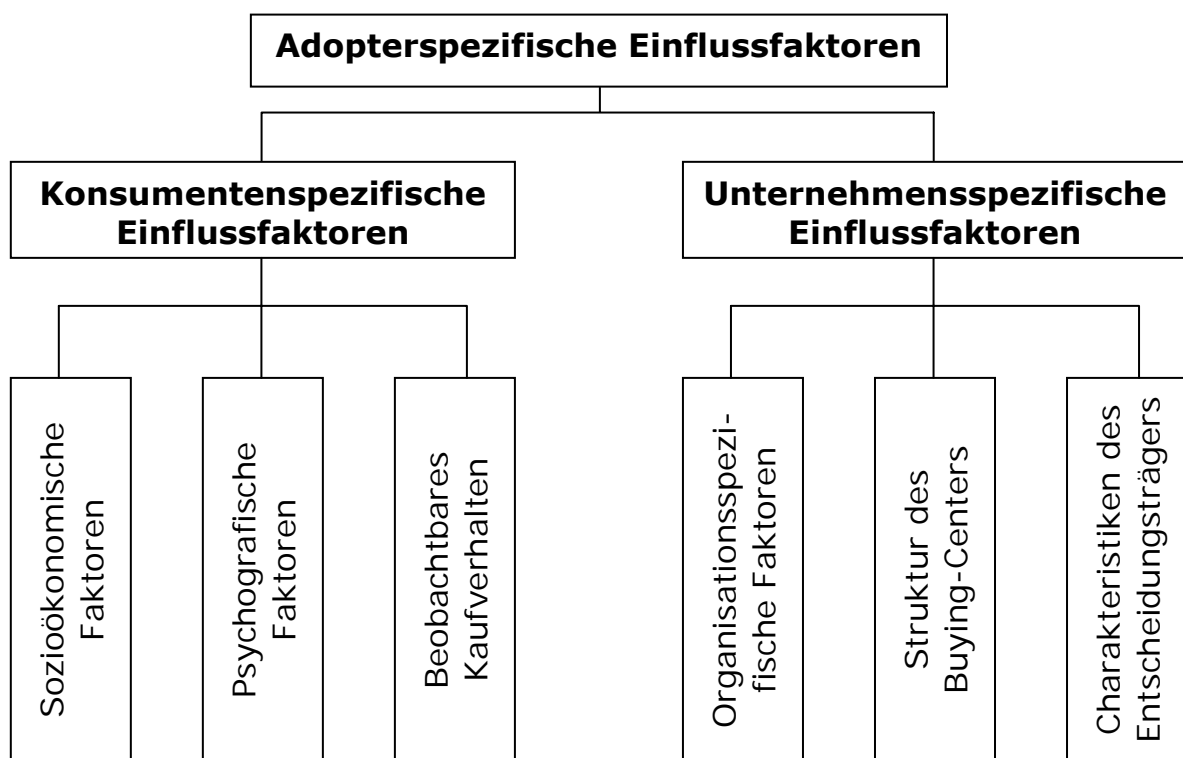 Adopterspezifische Einflussfaktoren
Konsumentenspezifische
Einflussfaktoren
Unternehmensspezifische
Einflussfaktoren
Sozioökonomische
Faktoren
Psychografische
Faktoren
Beobachtbares
Kaufverhalten
Organisationsspezi-
fische Faktoren
Struktur des
Buying-Centers
Charakteristiken des
Entscheidungsträgers